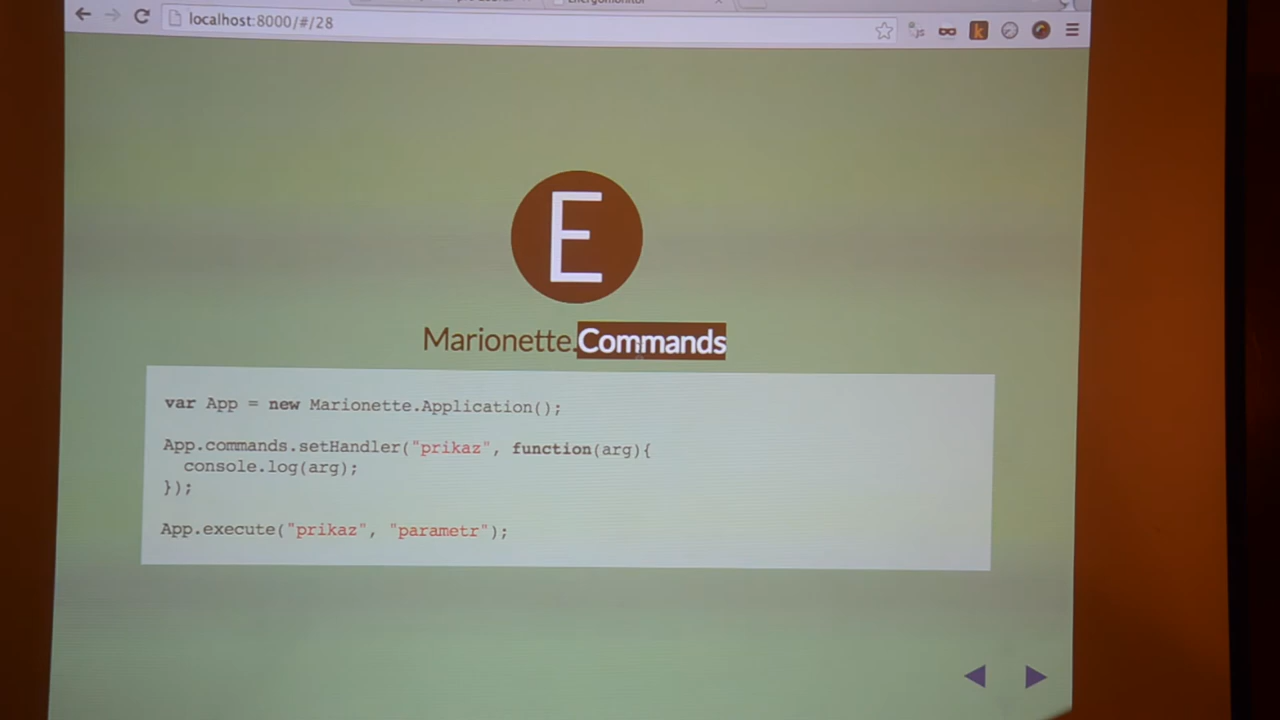 localhost:8000/#/28
E
Marionette.Commands
var App = new Marionette.Application();
App.commands.setHandler("prikaz", function(arg){
console.log(arg);
});
App.execute("prikaz", "parametr");